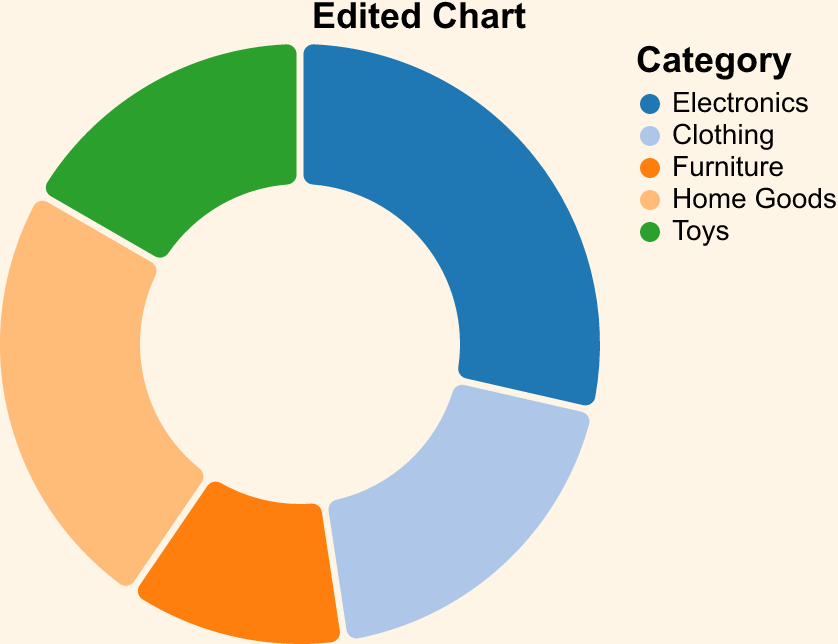 Edited Chart
Category
Electronics
Clothing
Furniture
Home Goods
Toys